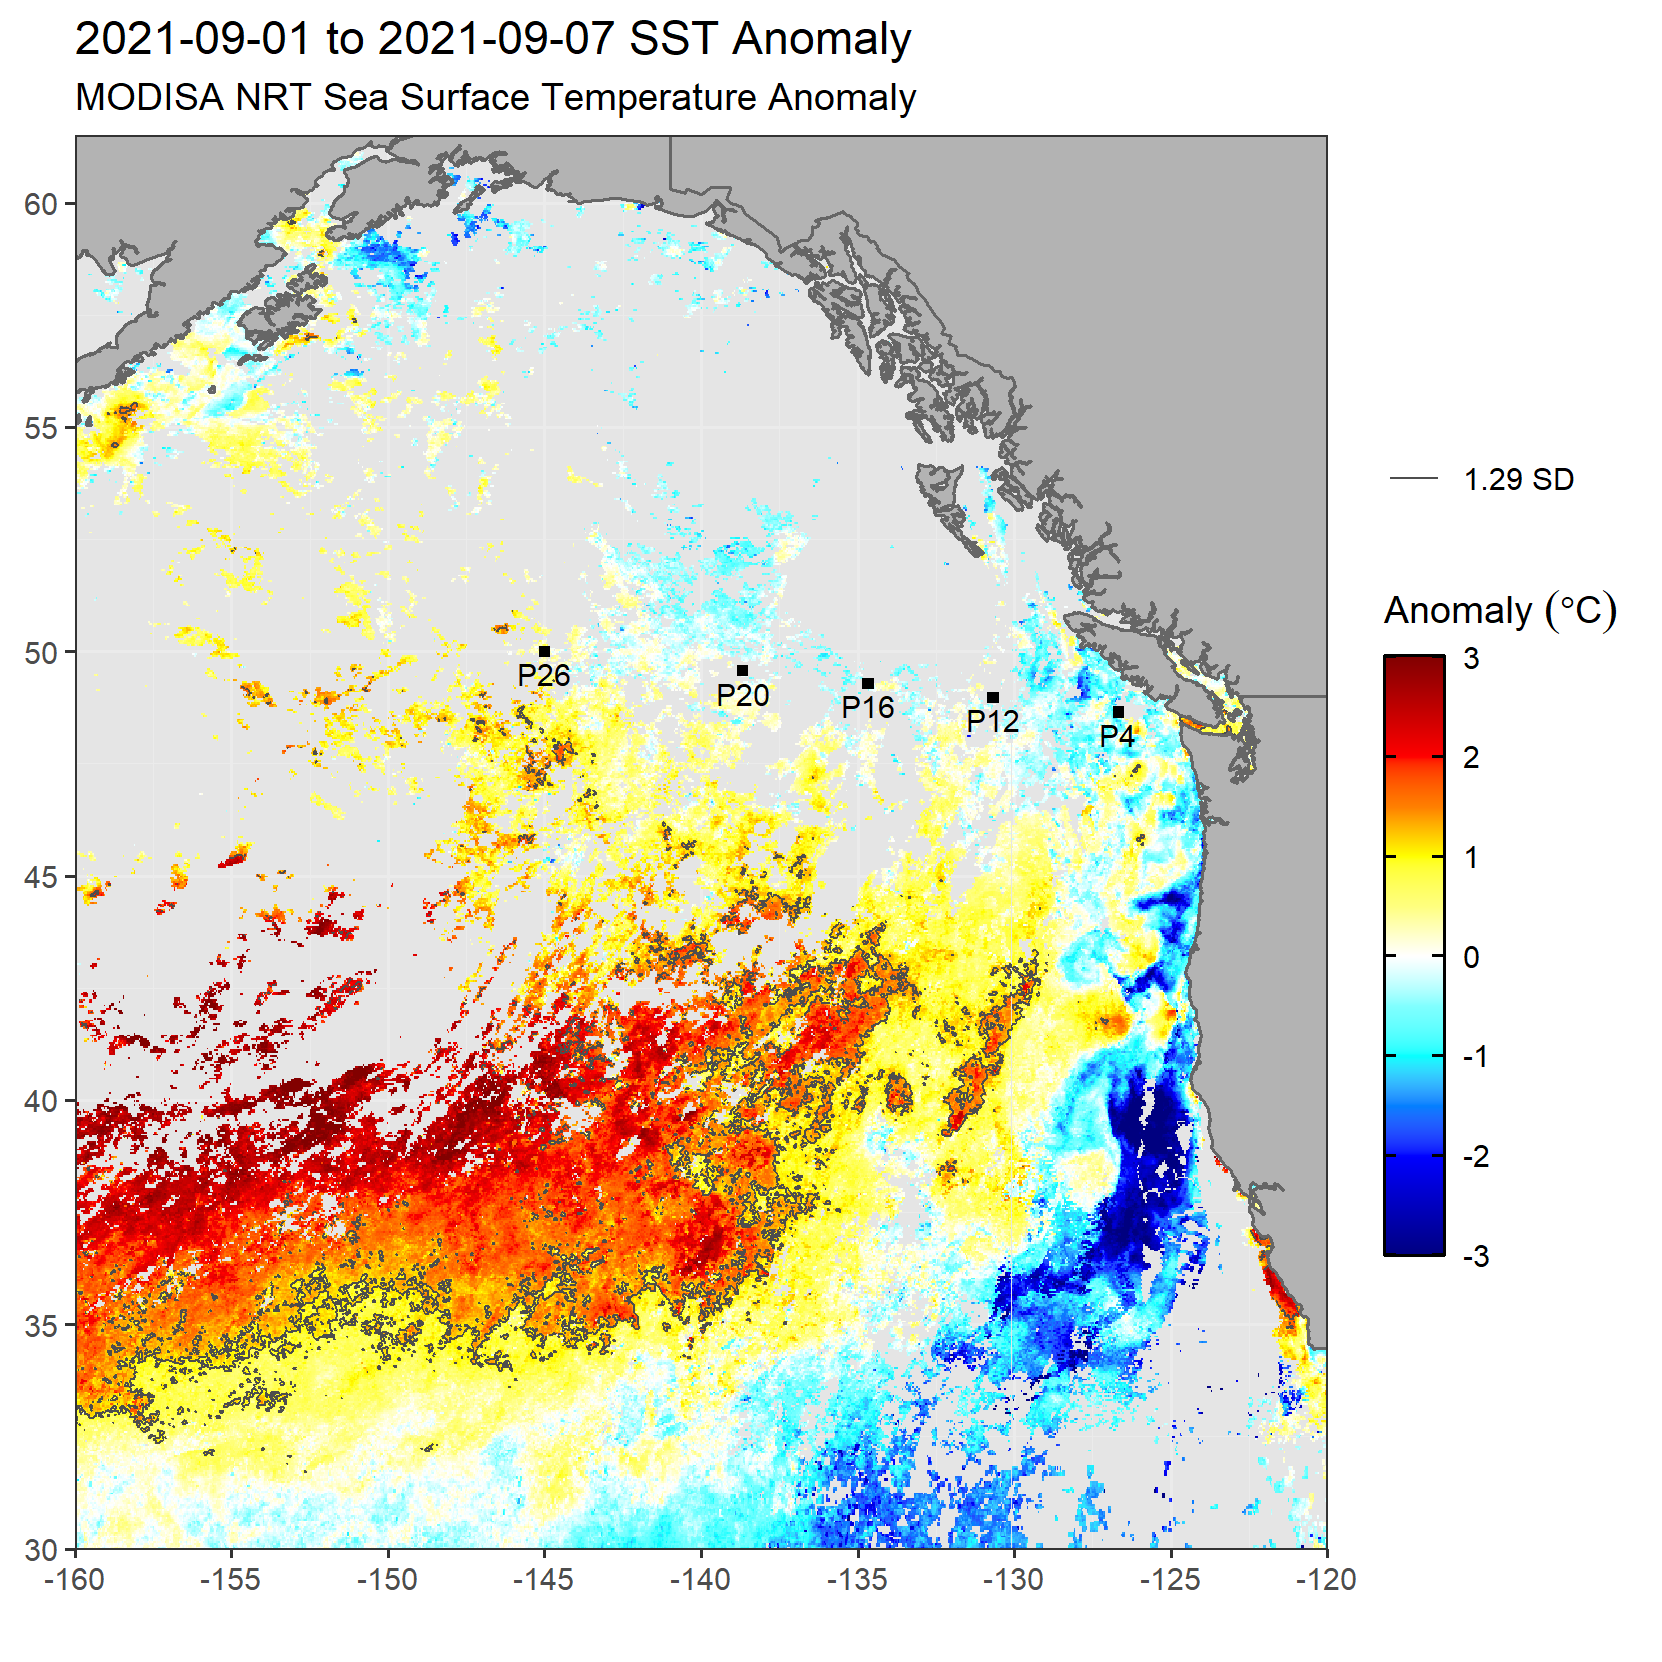 2021-09-01 to 2021-09-07 SST Anomaly
MODISA NRT Sea Surface Temperature Anomaly
60
55
50
45
40
35
30
-160
-155
-150
-145
-140
-135
-130
-125
-120
P26
P20
P16
P12
P4
1.29 SD
Anomaly (°C)
3
2
1
0
-1
-2
-3